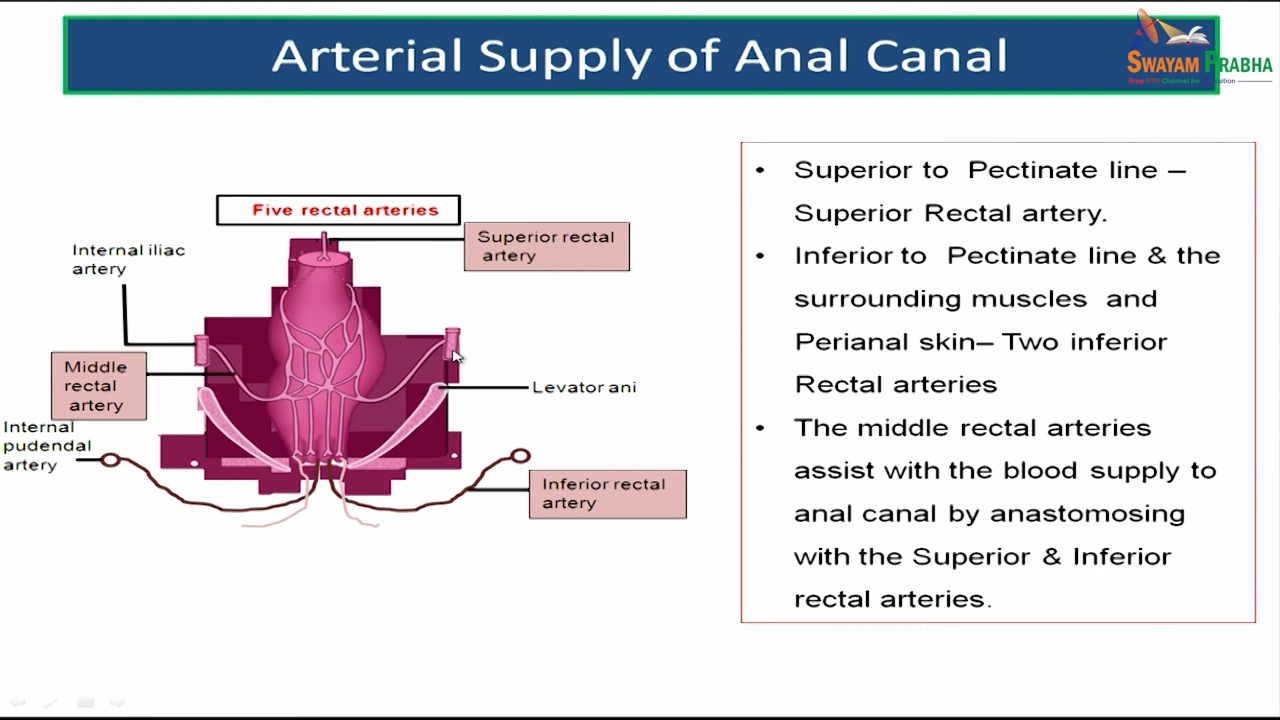 Arterial Supply of Anal Canal
SWAYAM PRABHA
Five rectal arteries
Internal iliac
artery
Superior rectal
artery
Middle
rectal
artery
Levator ani
Internal
pudendal
artery
Inferior rectal
artery
• Superior to Pectinate line –
Superior Rectal artery.
• Inferior to Pectinate line & the
surrounding muscles and
Perianal skin– Two inferior
Rectal arteries
• The middle rectal arteries
assist with the blood supply to
anal canal by anastomosing
with the Superior & Inferior
rectal arteries.